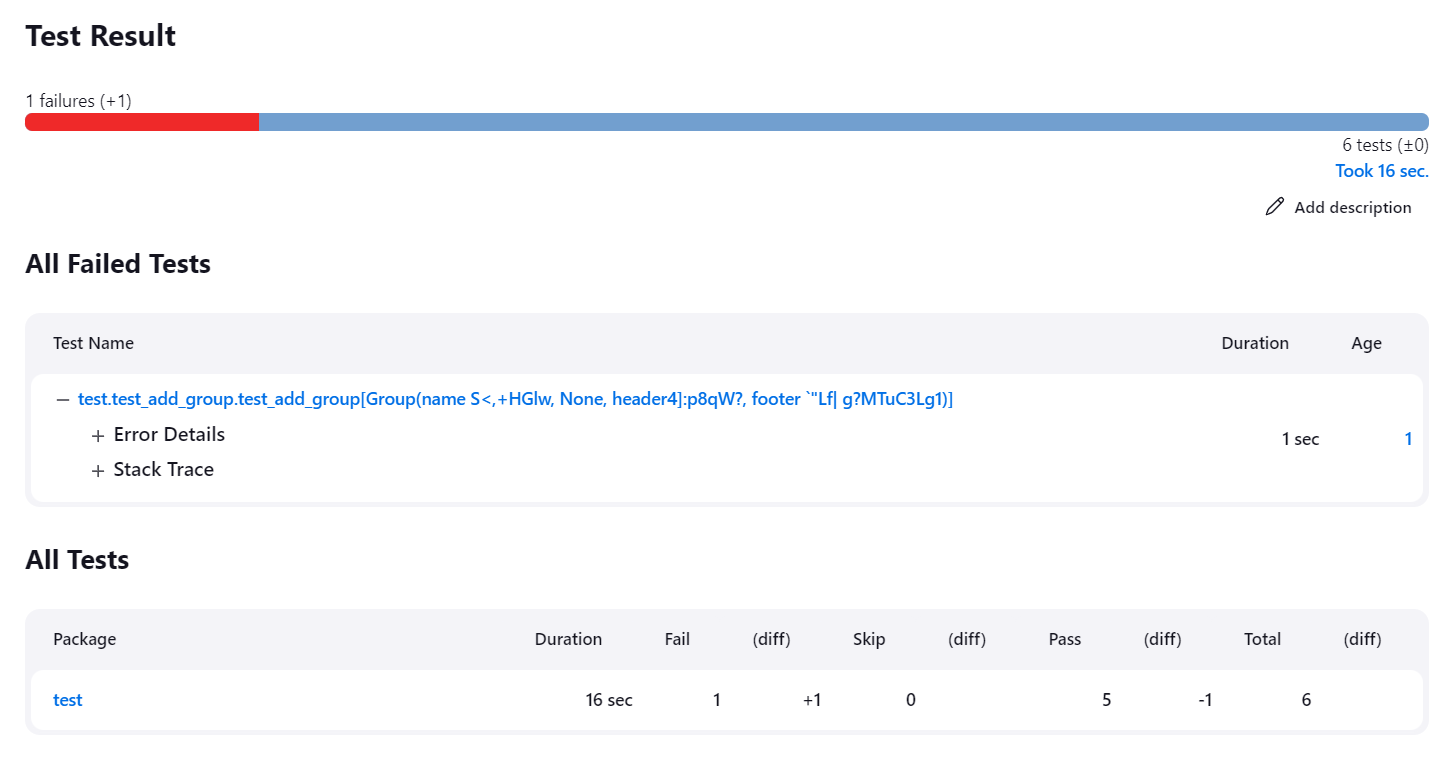 Test Result
1 failures (+1)
6 tests (±0)
Took 16 sec.
Add description
All Failed Tests
Test Name Duration Age
test.test_add_group.test_add_group[Group(name S<,+HGlw, None, header4]:p8qW?, footer `"Lf| g?MTuC3Lg1)]
Error Details
1 sec 1
Stack Trace
All Tests
Package Duration Fail (diff) Skip (diff) Pass (diff) Total (diff)
test 16 sec 1 +1 0 5 -1 6